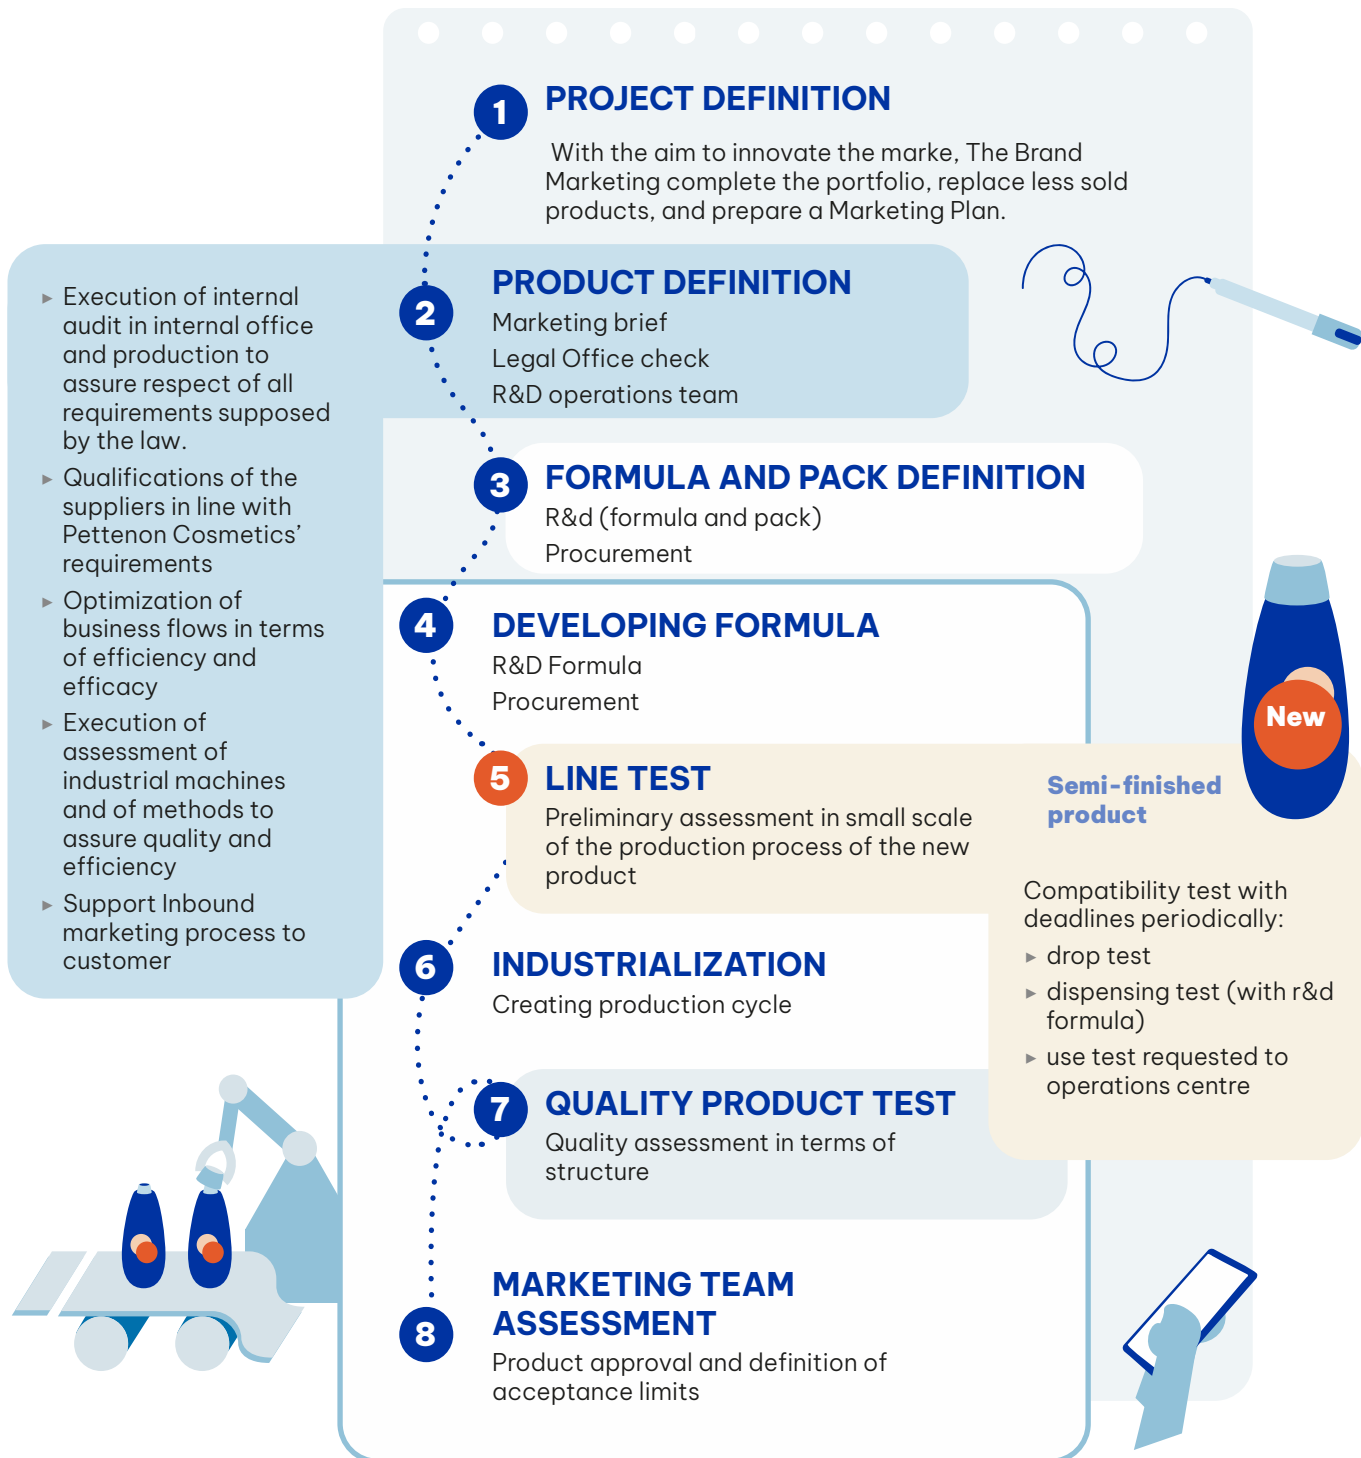 1
PROJECT DEFINITION
With the aim to innovate the marke, The Brand
Marketing complete the portfolio, replace less sold
products, and prepare a Marketing Plan.
2
PRODUCT DEFINITION
Marketing brief
Legal Office check
R&D operations team
▸ Execution of internal
audit in internal office
and production to
assure respect of all
requirements supposed
by the law.
▸ Qualifications of the
suppliers in line with
Pettenon Cosmetics’
requirements
▸ Optimization of
business flows in terms
of efficiency and
efficacy
▸ Execution of
assessment of
industrial machines
and of methods to
assure quality and
efficiency
▸ Support Inbound
marketing process to
customer
3
FORMULA AND PACK DEFINITION
R&d (formula and pack)
Procurement
4
DEVELOPING FORMULA
R&D Formula
Procurement
5
LINE TEST
Preliminary assessment in small scale
of the production process of the new
product
New
Semi-finished
product
Compatibility test with
deadlines periodically:
▸ drop test
▸ dispensing test (with r&d
formula)
▸ use test requested to
operations centre
6
INDUSTRIALIZATION
Creating production cycle
7
QUALITY PRODUCT TEST
Quality assessment in terms of
structure
8
MARKETING TEAM
ASSESSMENT
Product approval and definition of
acceptance limits